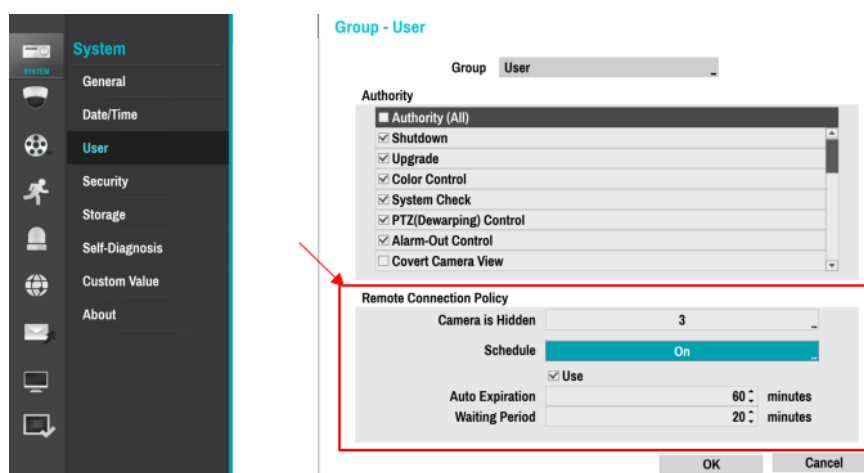 SYSTEM
System
General
Date/Time
User
Security
Storage
Self-Diagnosis
Custom Value
About
Group - User
Group User
Authority
Authority (All)
Shutdown
Upgrade
Color Control
System Check
PTZ(Dewarping) Control
Alarm-Out Control
Covert Camera View
Remote Connection Policy
Camera is Hidden 3
Schedule On
Use
Auto Expiration 60 minutes
Waiting Period 20 minutes
OK Cancel